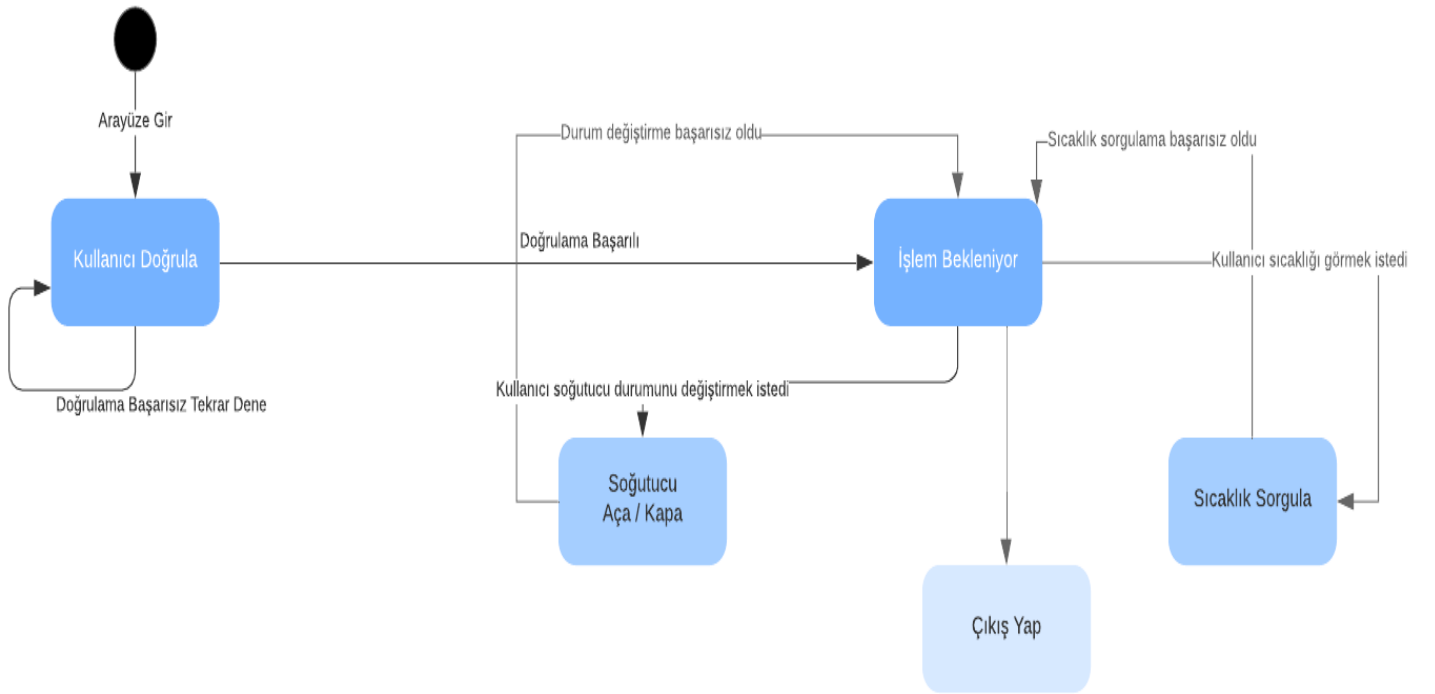 Arayüze Gir
Durum değiştirme başarısız oldu
Sıcaklık sorgulama başarısız oldu
Kullanıcı Doğrula
Doğrulama Başarılı
İşlem Bekleniyor
Kullanıcı sıcaklığı görmek istedi
Doğrulama Başarısız Tekrar Dene
Kullanıcı soğutucu durumunu değiştirmek istedi
Soğutucu
Aça / Kapa
Sıcaklık Sorgula
Çıkış Yap